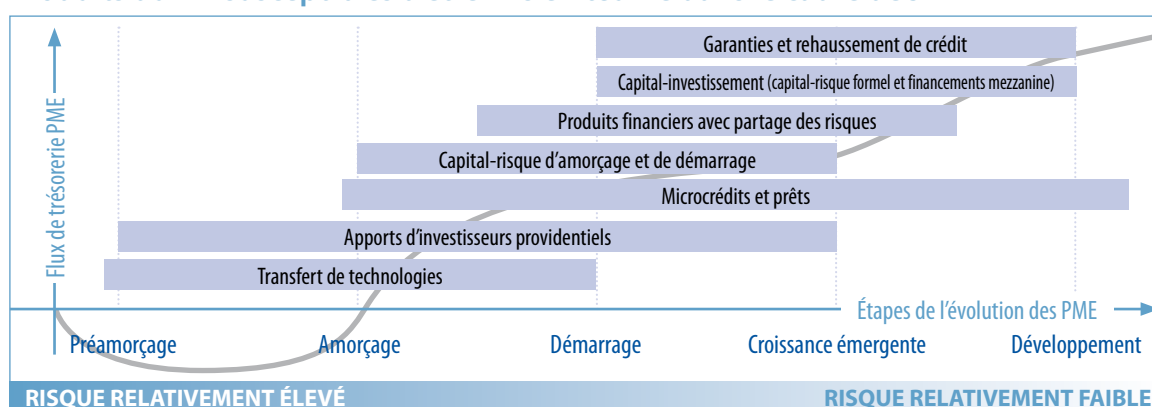 Garanties et rehaussement de crédit
Capital-investissement (capital-risque formel et financements mezzanine)
Produits financiers avec partage des risques
Capital-risque d'amorçage et de démarrage
Microcrédits et prêts
Apports d'investisseurs providentiels
Transfert de technologies
Flux de trésorerie PME
Étapes de l'évolution des PME
Préamorçage Amorçage Démarrage Croissance émergente Développement
RISQUE RELATIVEMENT ÉLEVÉ RISQUE RELATIVEMENT FAIBLE